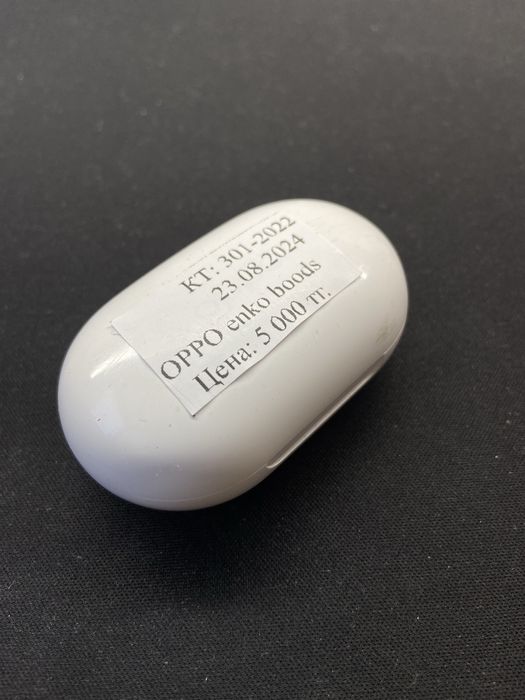 КТ: 301-2022
23.08.2024
OPPO enko boods
Цена: 5 000 тг.